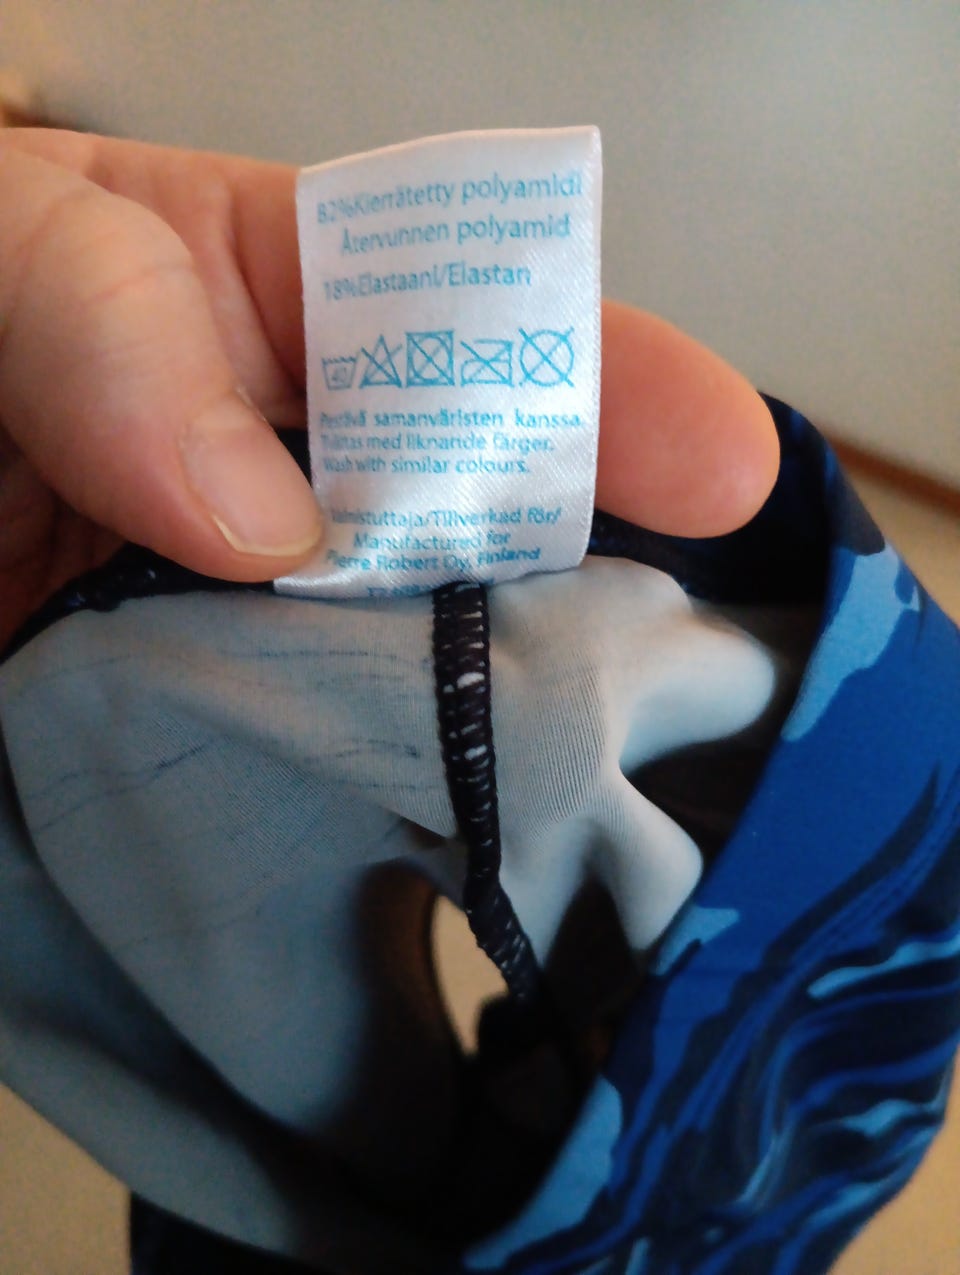 82%Kierrätetty polyamidi
Återvunnen polyamid
18%Elastaani/Elastan
40
Pestävä samanväristen kanssa.
Tvättas med liknande färger.
Wash with similar colours.
Valmistuttaja/Tillverkad för/
Manufactured for
Pierre Robert Oy, Finland